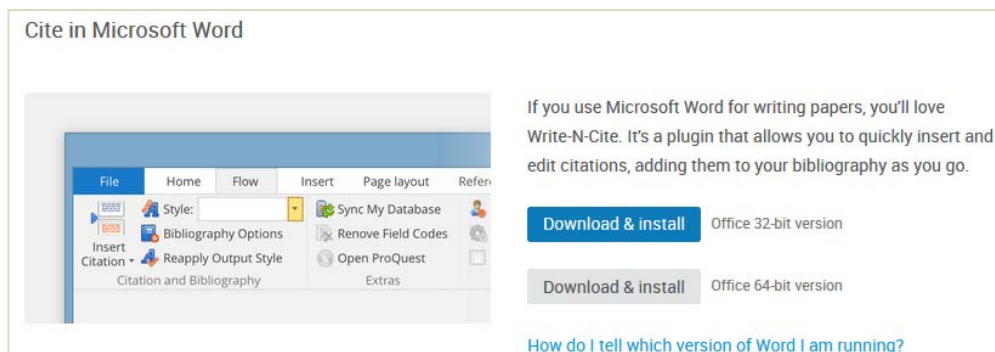 Cite in Microsoft Word
If you use Microsoft Word for writing papers, you'll love
Write-N-Cite. It's a plugin that allows you to quickly insert and
edit citations, adding them to your bibliography as you go.
File Home Flow Insert Page layout
Style: Sync My Database
Bibliography Options Remove Field Codes
Insert
Citation Reapply Output Style Open ProQuest
Citation and Bibliography Extras
Download & install Office 32-bit version
Download & install Office 64-bit version
How do I tell which version of Word I am running?